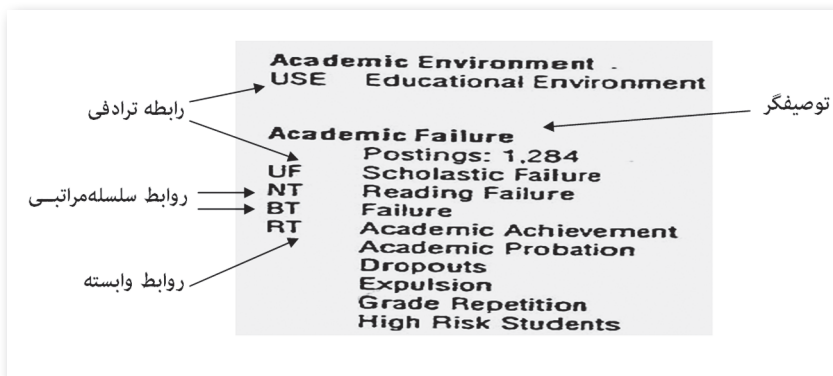 Academic Environment
USE Educational Environment
رابطه ترادفی
توصیفگر
Academic Failure
Postings: 1,284
UF Scholastic Failure
NT Reading Failure
روابط سلسله‌مراتبــی
BT Failure
RT Academic Achievement
Academic Probation
Dropouts
روابط وابسته
Expulsion
Grade Repetition
High Risk Students